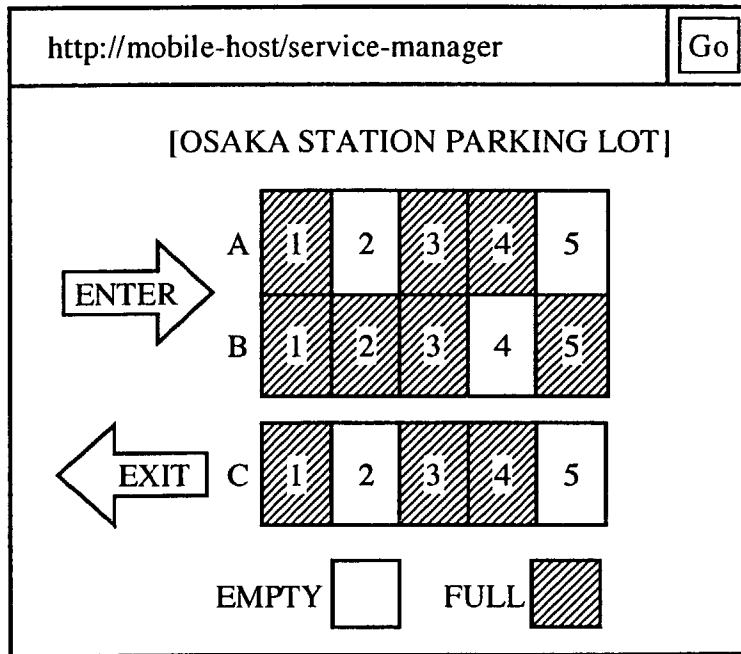 http://mobile-host/service-manager Go
[OSAKA STATION PARKING LOT]
A 1 2 3 4 5
ENTER
B 1 2 3 4 5
EXIT C 1 2 3 4 5
EMPTY FULL